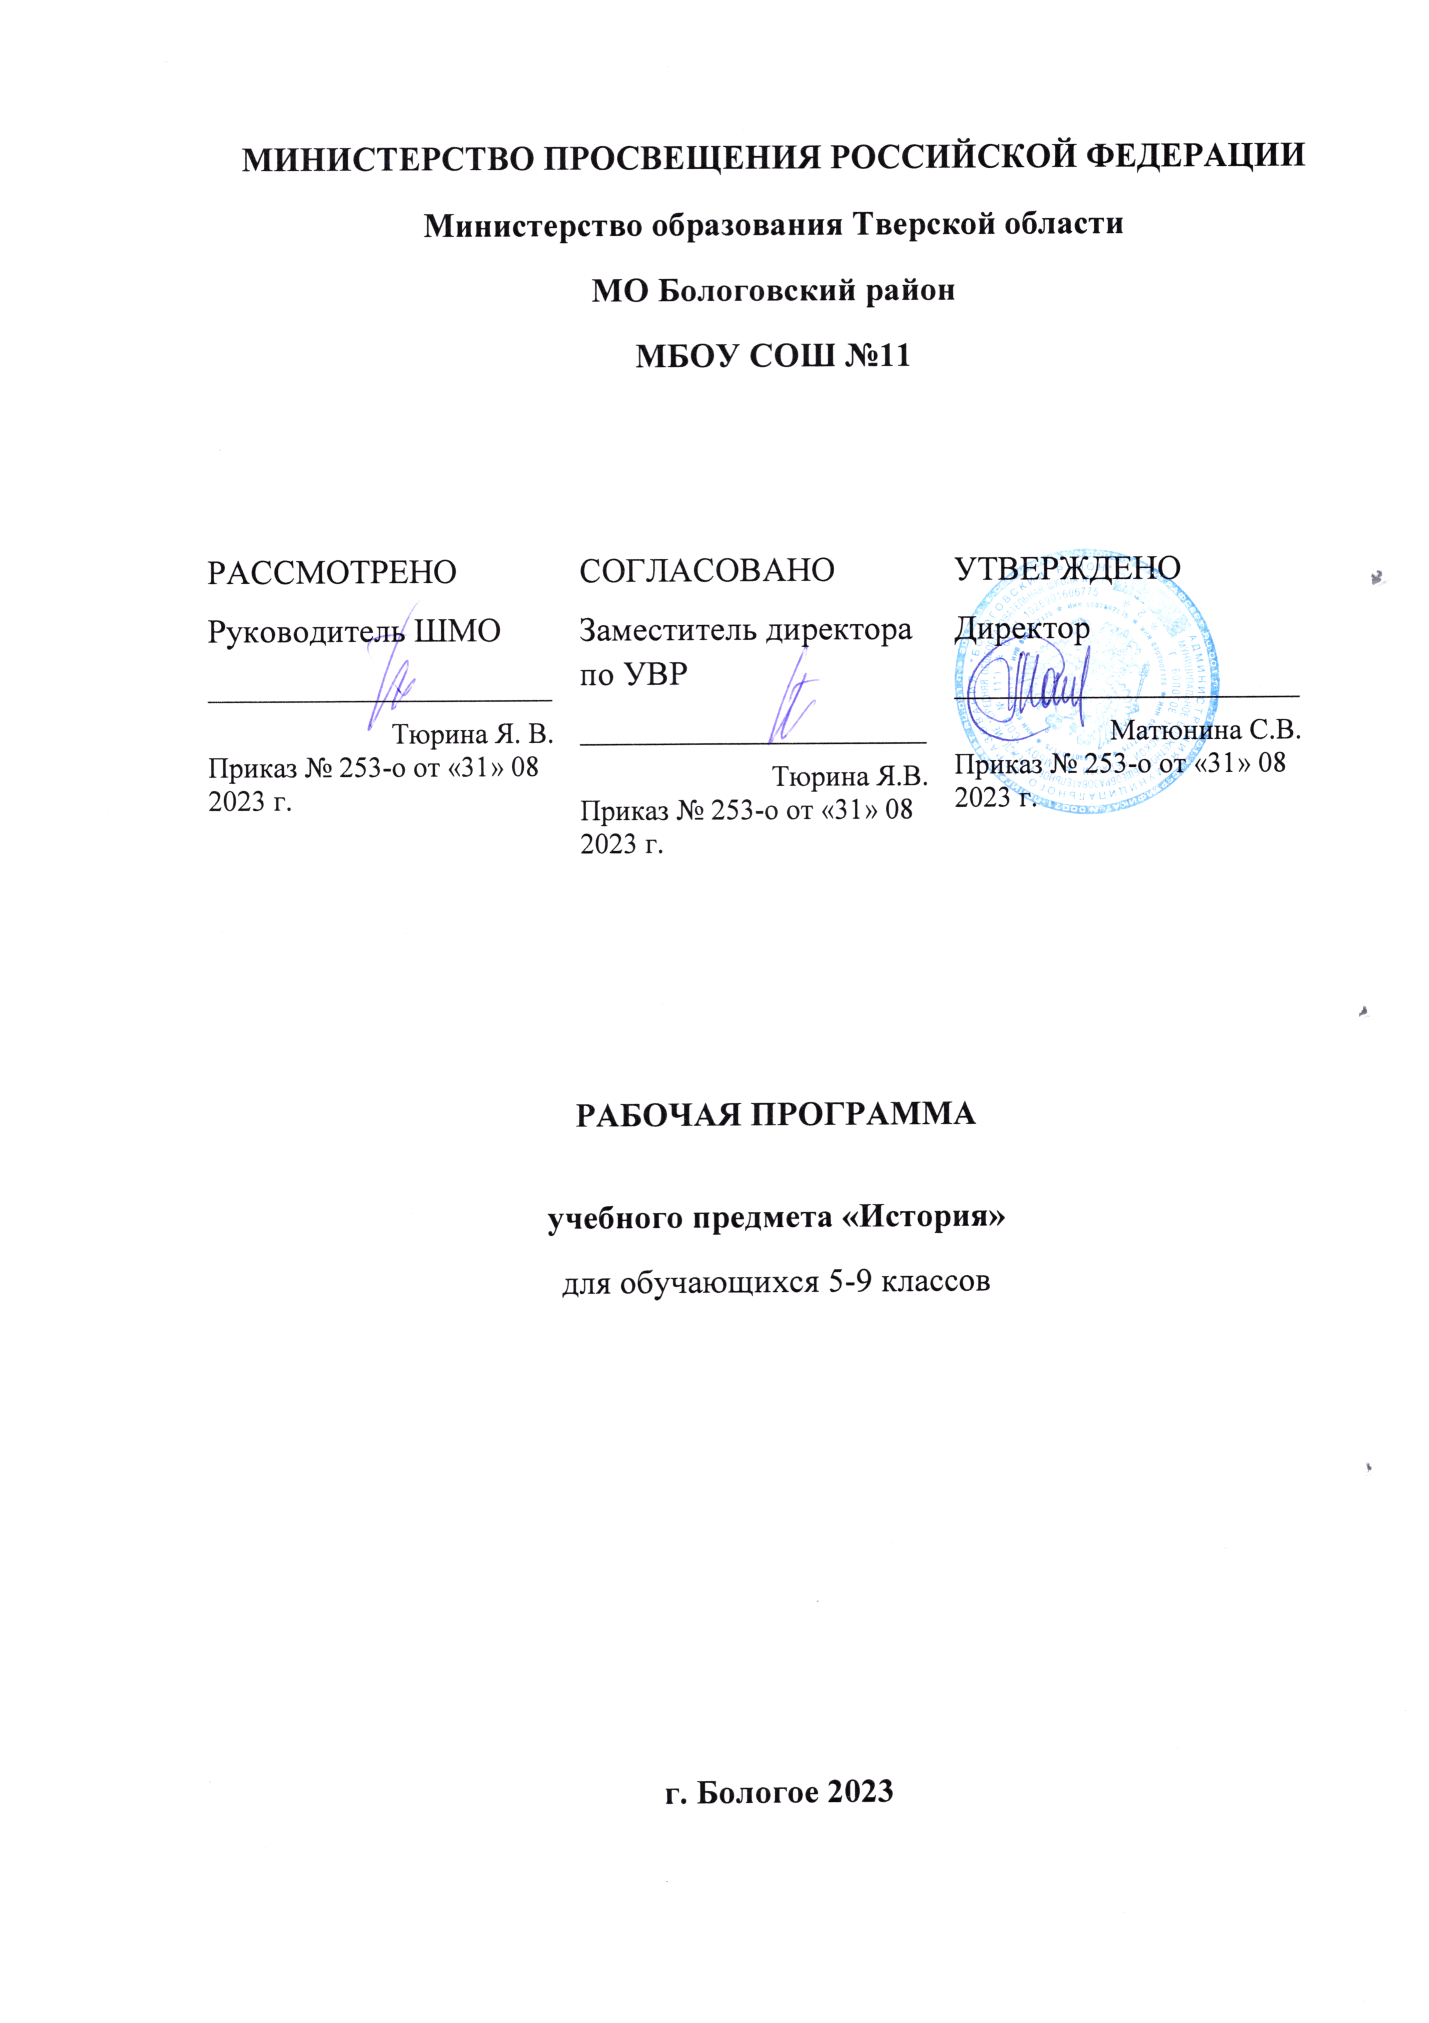 МИНИСТЕРСТВО ПРОСВЕЩЕНИЯ РОССИЙСКОЙ ФЕДЕРАЦИИ
Министерство образования Тверской области
МО Бологовский район
МБОУ СОШ №11
РАССМОТРЕНО
Руководитель ШМО
Тюрина Я. В.
Приказ № 253-о от «31» 08
2023 г.
СОГЛАСОВАНО
Заместитель директора
по УВР
Тюрина Я.В.
Приказ № 253-о от «31» 08
2023 г.
УТВЕРЖДЕНО
Директор
Матюнина С.В.
Приказ № 253-о от «31» 08
2023 г.
РАБОЧАЯ ПРОГРАММА
учебного предмета «История»
для обучающихся 5-9 классов
г. Бологое 2023